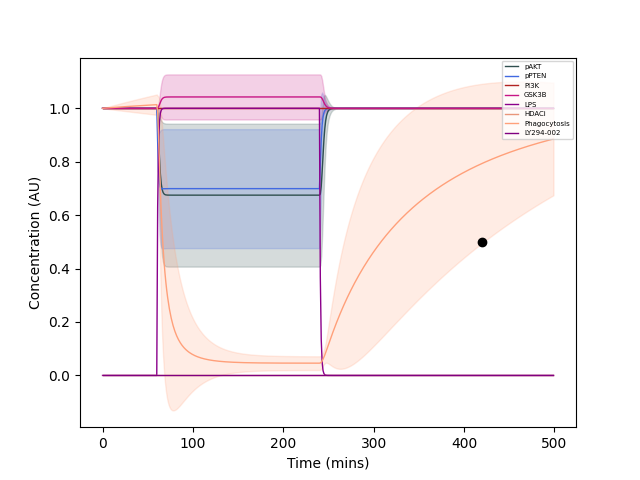 pAKT
pPTEN
PI3K
GSK3B
LPS
HDACi
Phagocytosis
LY294-002
1.0
0.8
0.6
0.4
0.2
0.0
Concentration (AU)
0
100
200
300
400
500
Time (mins)